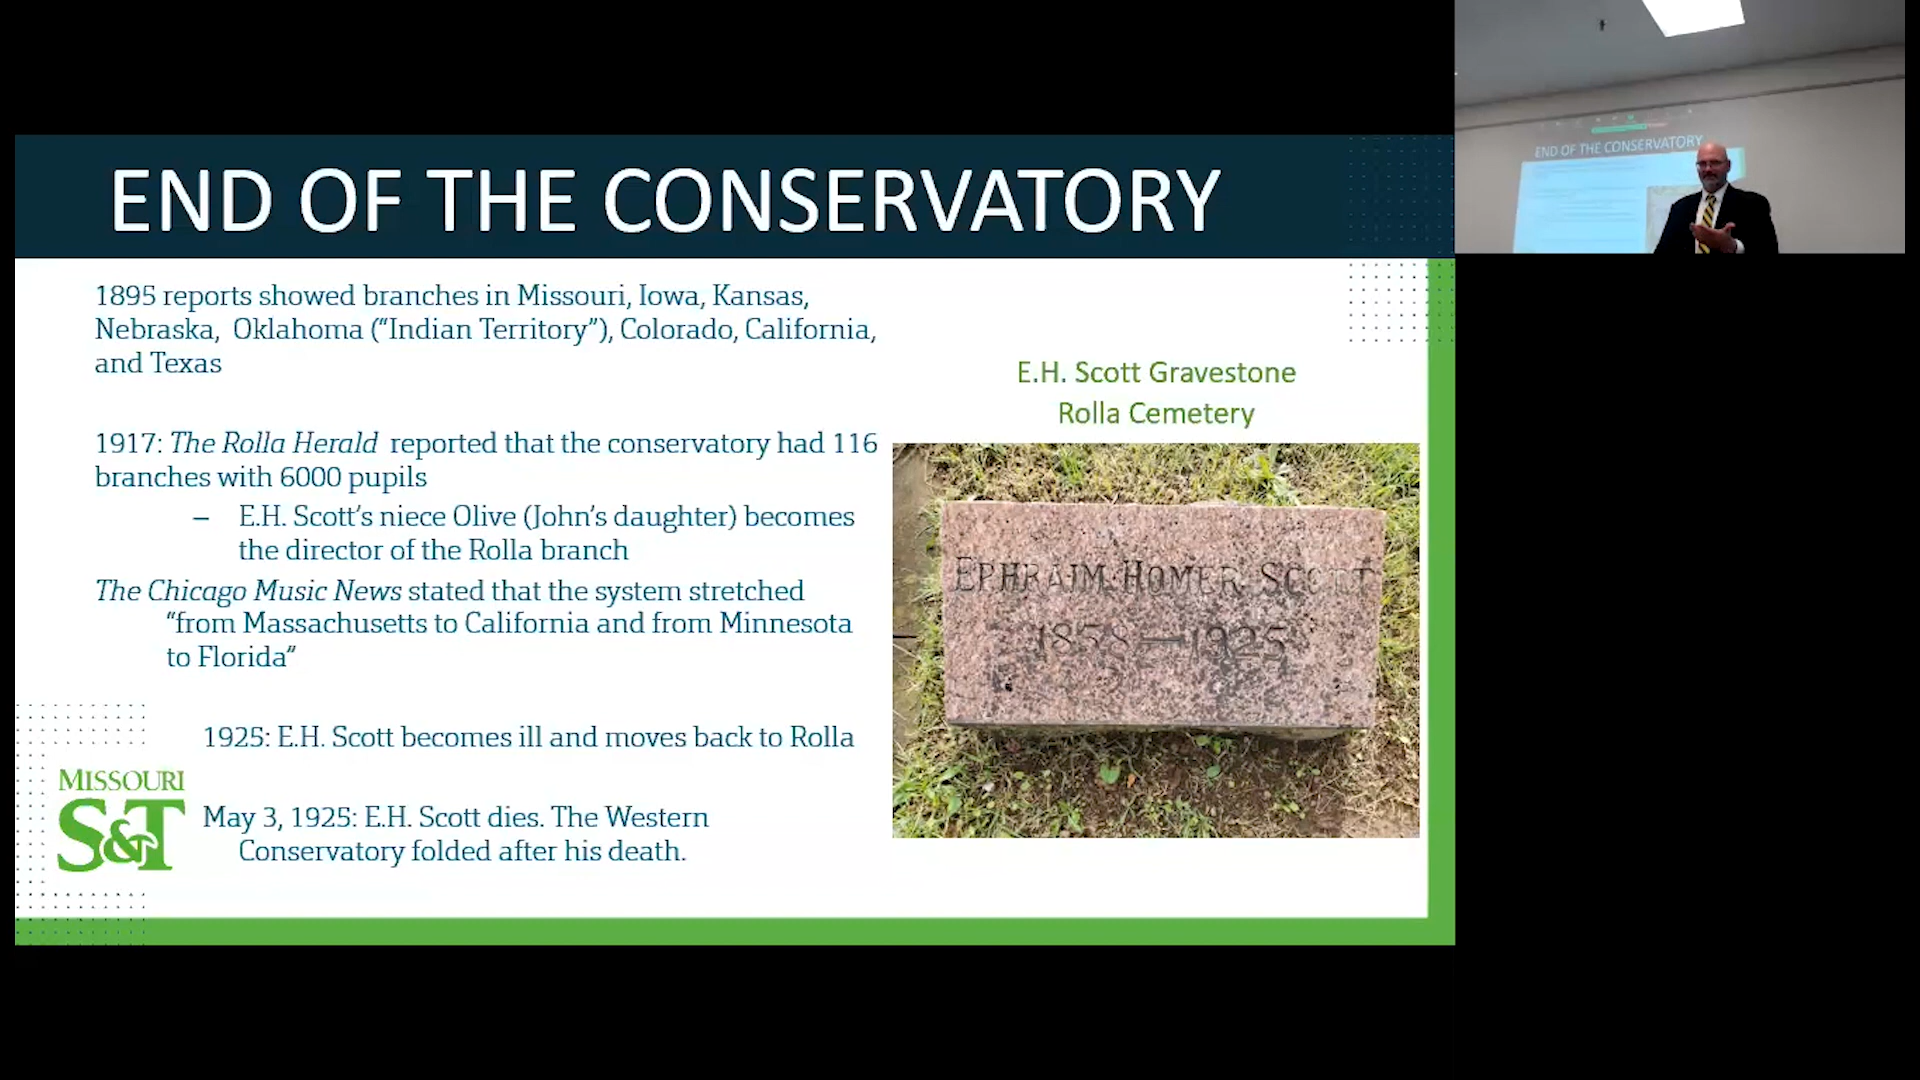 END OF THE CONSERVATORY
1895 reports showed branches in Missouri, Iowa, Kansas,
Nebraska, Oklahoma (“Indian Territory”), Colorado, California,
and Texas
1917: The Rolla Herald reported that the conservatory had 116
branches with 6000 pupils
– E.H. Scott’s niece Olive (John’s daughter) becomes
the director of the Rolla branch
The Chicago Music News stated that the system stretched
“from Massachusetts to California and from Minnesota
to Florida”
1925: E.H. Scott becomes ill and moves back to Rolla
May 3, 1925: E.H. Scott dies. The Western
Conservatory folded after his death.
MISSOURI
S&T
E.H. Scott Gravestone
Rolla Cemetery
EPHRAIM HOMER SCOTT
1858—1925
END OF THE CONSERVATORY